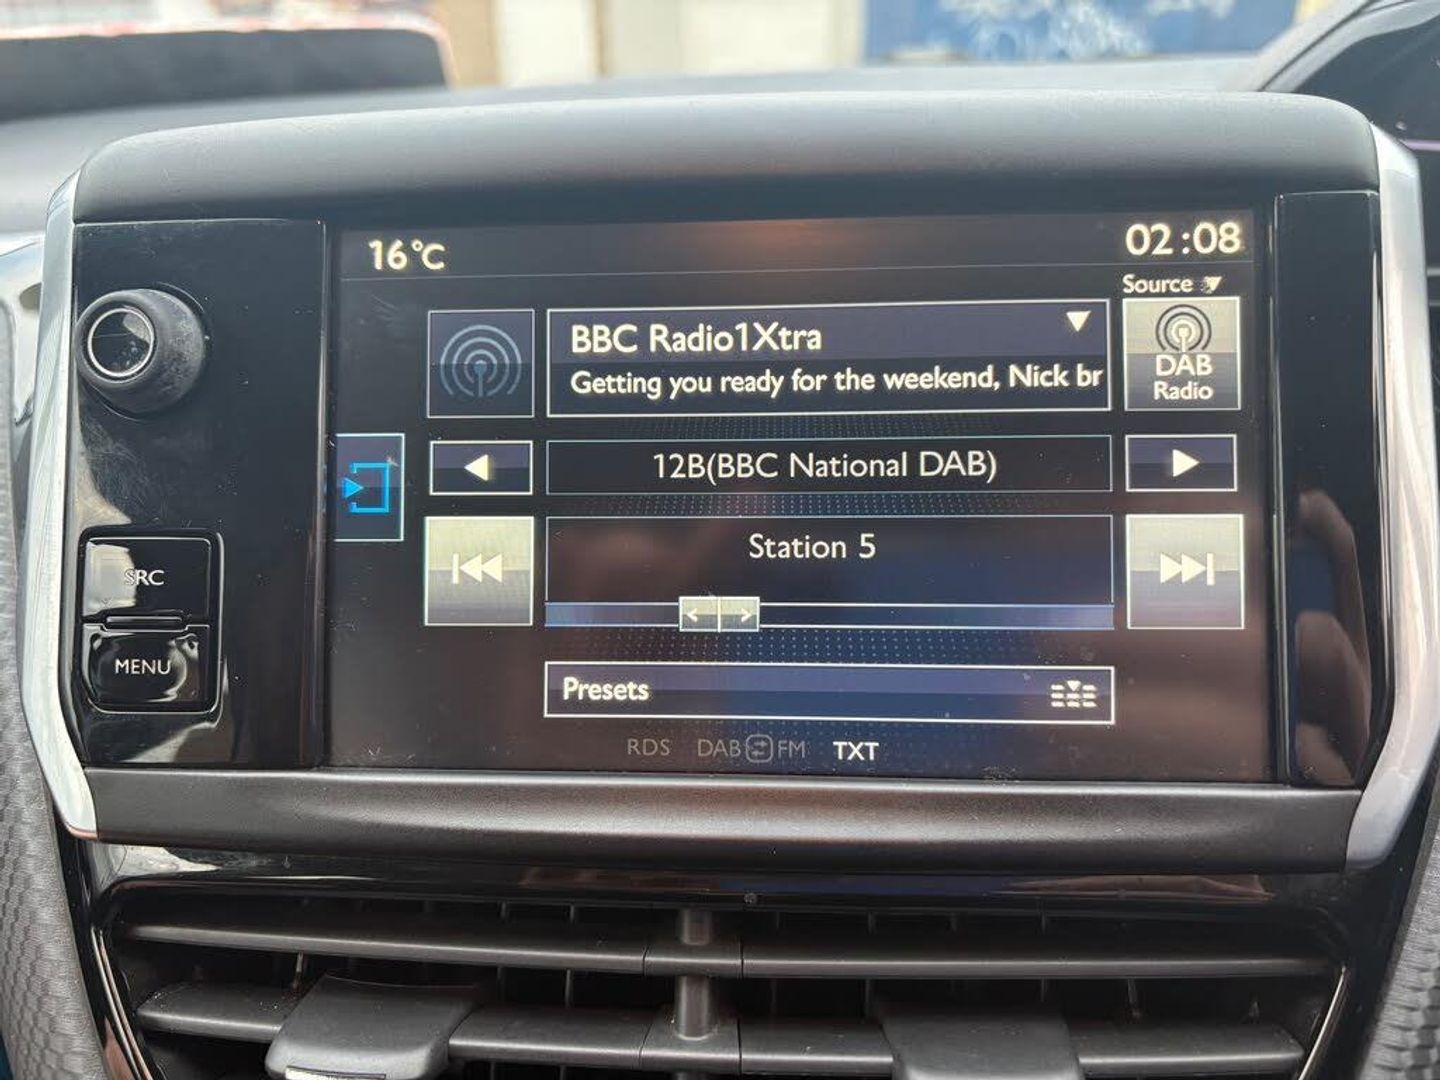 16°C
02:08
Source
BBC Radio1Xtra
Getting you ready for the weekend, Nick br
DAB
Radio
12B(BBC National DAB)
Station 5
SRC
MENU
Presets
RDS DAB FM TXT